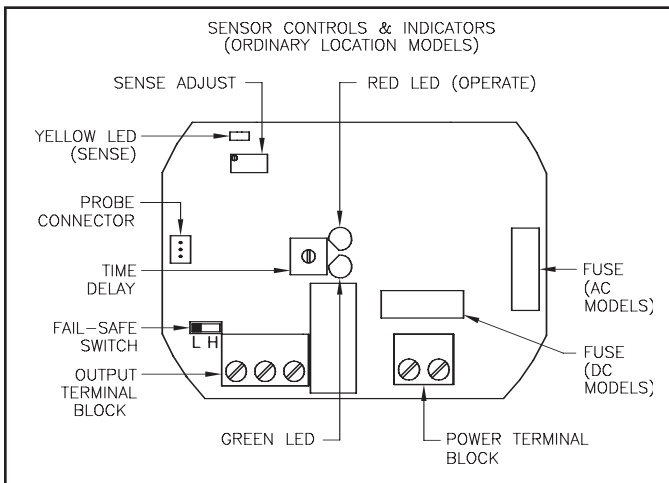 SENSOR CONTROLS & INDICATORS
(ORDINARY LOCATION MODELS)
SENSE ADJUST
RED LED (OPERATE)
YELLOW LED
(SENSE)
PROBE
CONNECTOR
TIME
DELAY
FUSE
(AC
MODELS)
FAIL-SAFE
SWITCH
L H
FUSE
(DC
MODELS)
OUTPUT
TERMINAL
BLOCK
GREEN LED
POWER TERMINAL
BLOCK